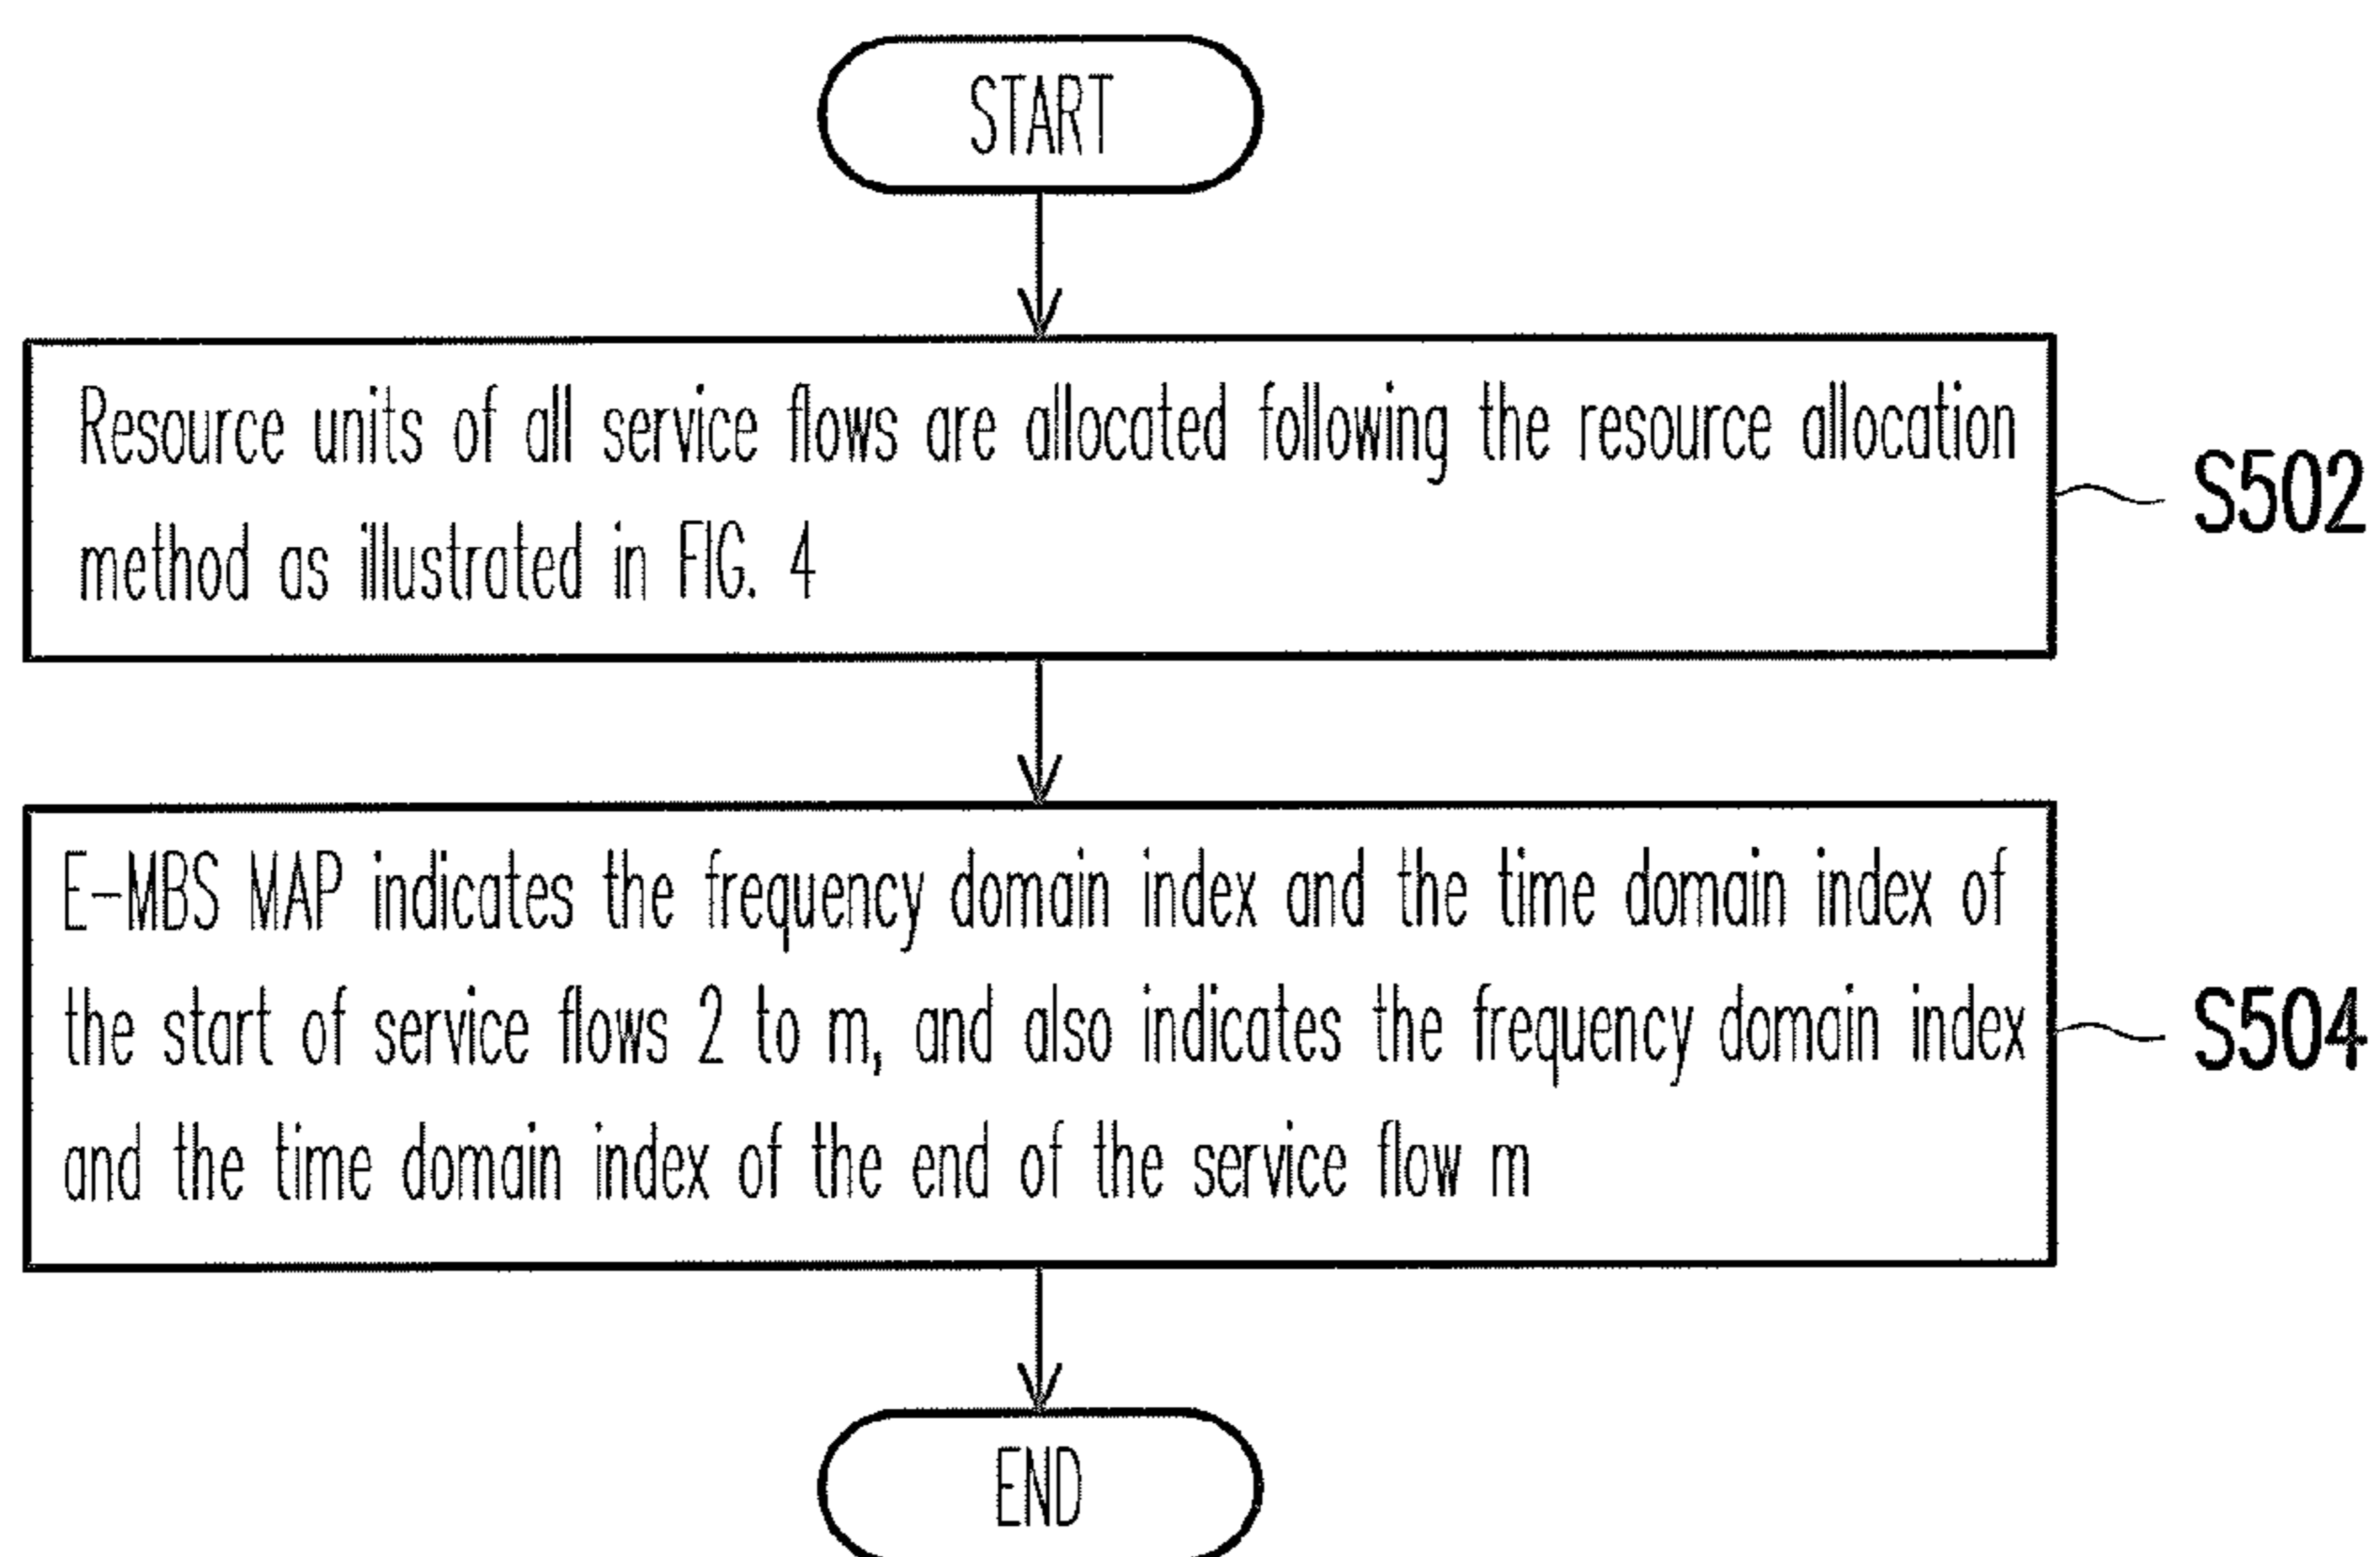 START
Resource units of all service flows are allocated following the resource allocation
method as illustrated in FIG. 4
S502
E-MBS MAP indicates the frequency domain index and the time domain index of
the start of service flows 2 to m, and also indicates the frequency domain index
and the time domain index of the end of the service flow m
S504
END